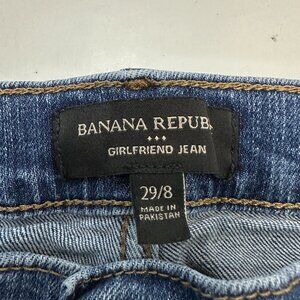 BANANA REPUB
GIRLFRIEND JEAN
29/8
MADE IN
PAKISTAN